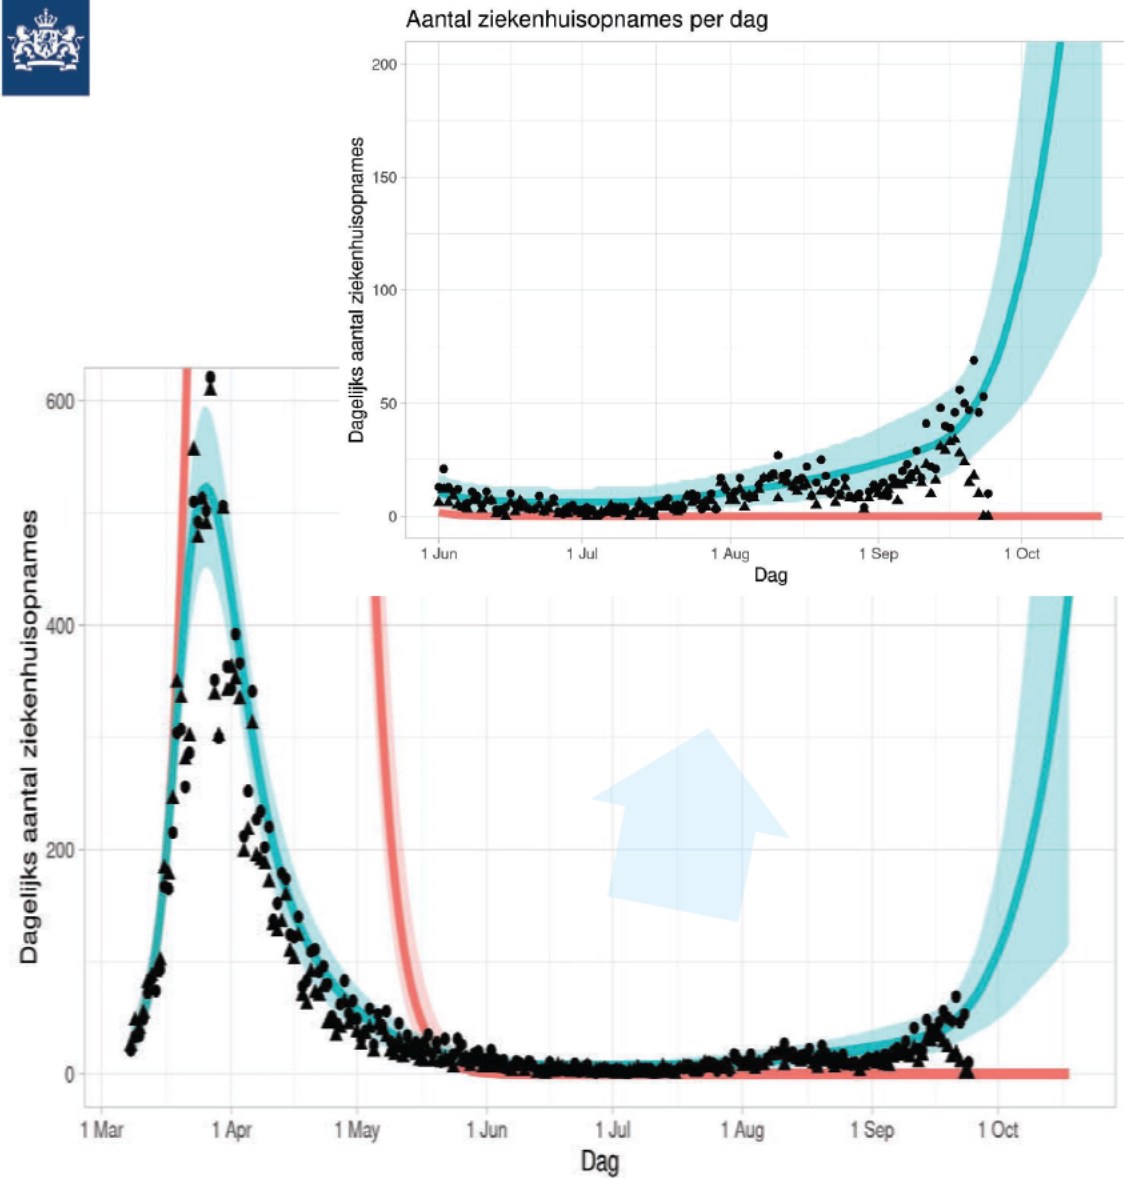 Aantal ziekenhuisopnames per dag
Dagelijks aantal ziekenhuisopnames
200
150
100
50
0
1 Jun
1 Jul
1 Aug
1 Sep
1 Oct
Dag
Dagelijks aantal ziekenhuisopnames
600
400
200
0
1 Mar
1 Apr
1 May
1 Jun
1 Jul
1 Aug
1 Sep
1 Oct
Dag